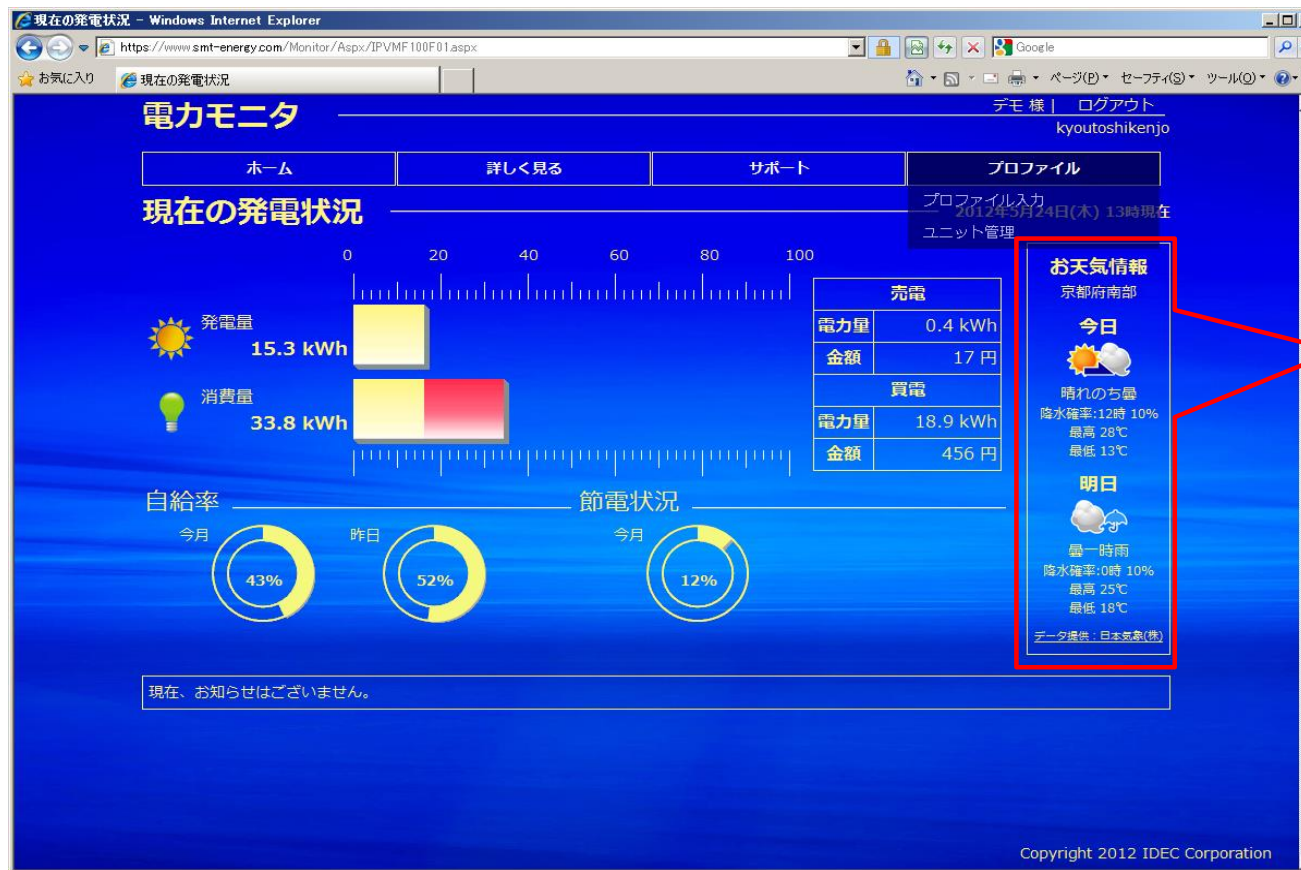 現在の発電状況 - Windows Internet Explorer
https://www.smt-energy.com/Monitor/Aspx/IPVMF100F01.aspx
Google
お気に入り
現在の発電状況
ページ(P) セーフティ(S) ツール(O)
電力モニタ
デモ 様 | ログアウト
kyoutoshikenjo
ホーム 詳しく見る サポート プロファイル
プロファイル入力
ユニット管理
現在の発電状況
2012年5月24日(木) 13時現在
0 20 40 60 80 100
発電量
15.3 kWh
消費量
33.8 kWh
売電
電力量 0.4 kWh
金額 17 円
買電
電力量 18.9 kWh
金額 456 円
お天気情報
京都府南部
今日
晴れのち曇
降水確率:12時 10%
最高 28℃
最低 13℃
明日
曇一時雨
降水確率:0時 10%
最高 25℃
最低 18℃
データ提供：日本気象(株)
自給率
今月
43%
昨日
52%
節電状況
今月
12%
現在、お知らせはございません。
Copyright 2012 IDEC Corporation